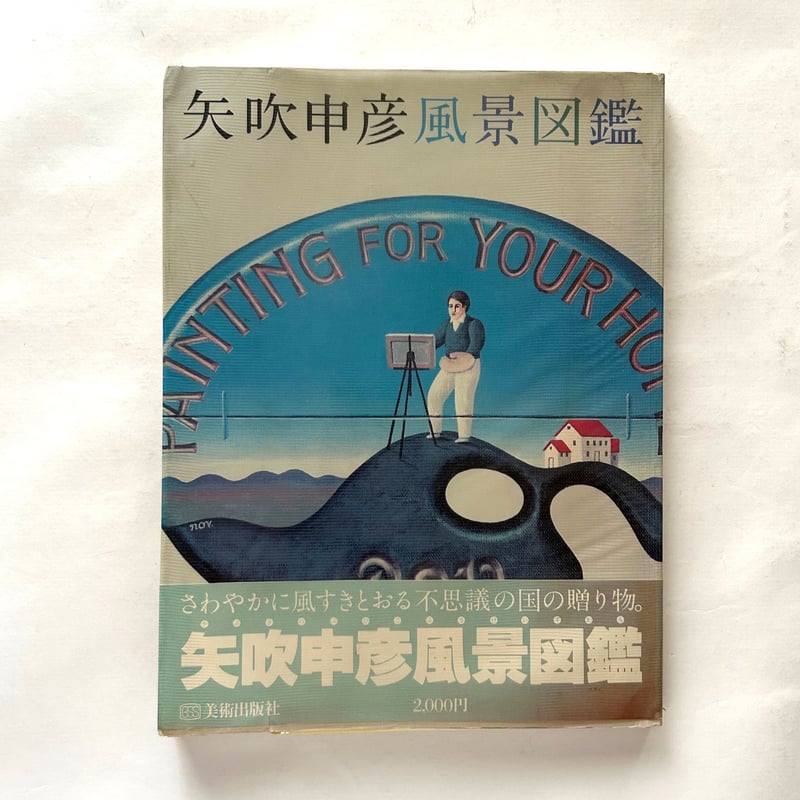 矢吹申彦風景図鑑
PAINTING FOR YOUR HO
nov.
さわやかに風すきとおる不思議の国の贈り物。
矢吹申彦風景図鑑
BSS 美術出版社
2,000円